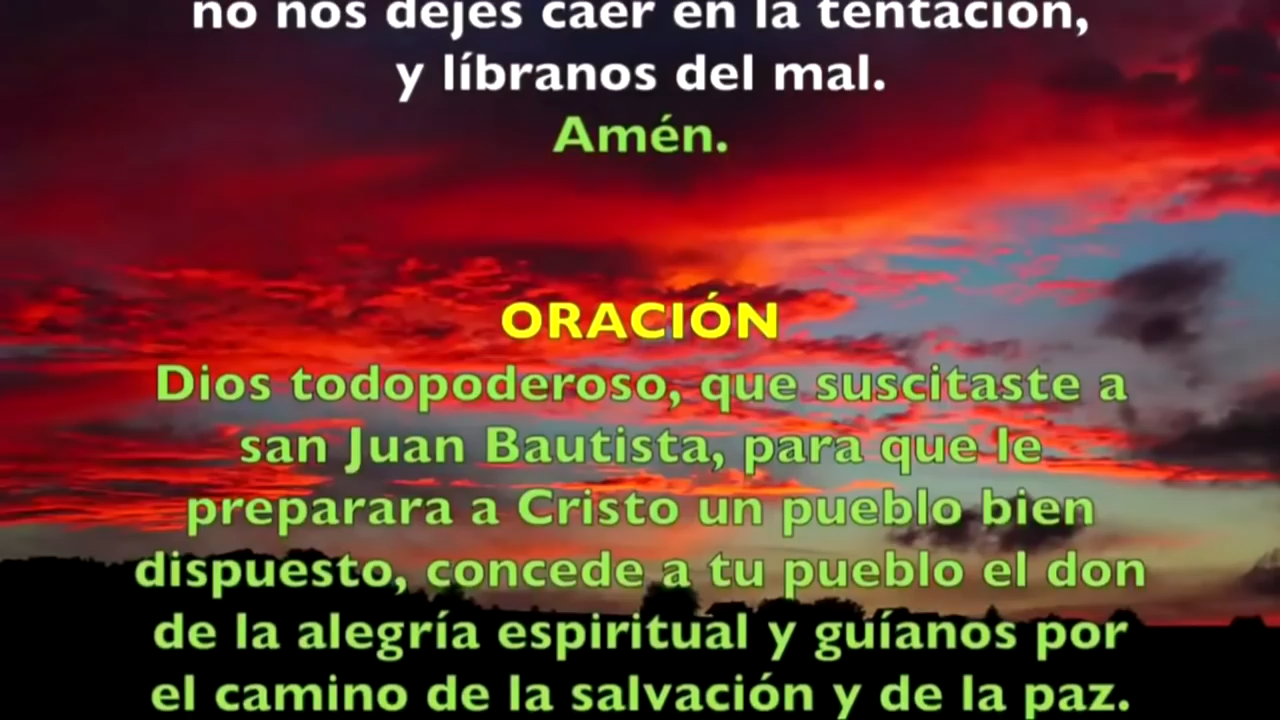 no nos dejes caer en la tentación,
y líbranos del mal.
Amén.
ORACIÓN
Dios todopoderoso, que suscitaste a
san Juan Bautista, para que le
preparara a Cristo un pueblo bien
dispuesto, concede a tu pueblo el don
de la alegría espiritual y guíanos por
el camino de la salvación y de la paz.